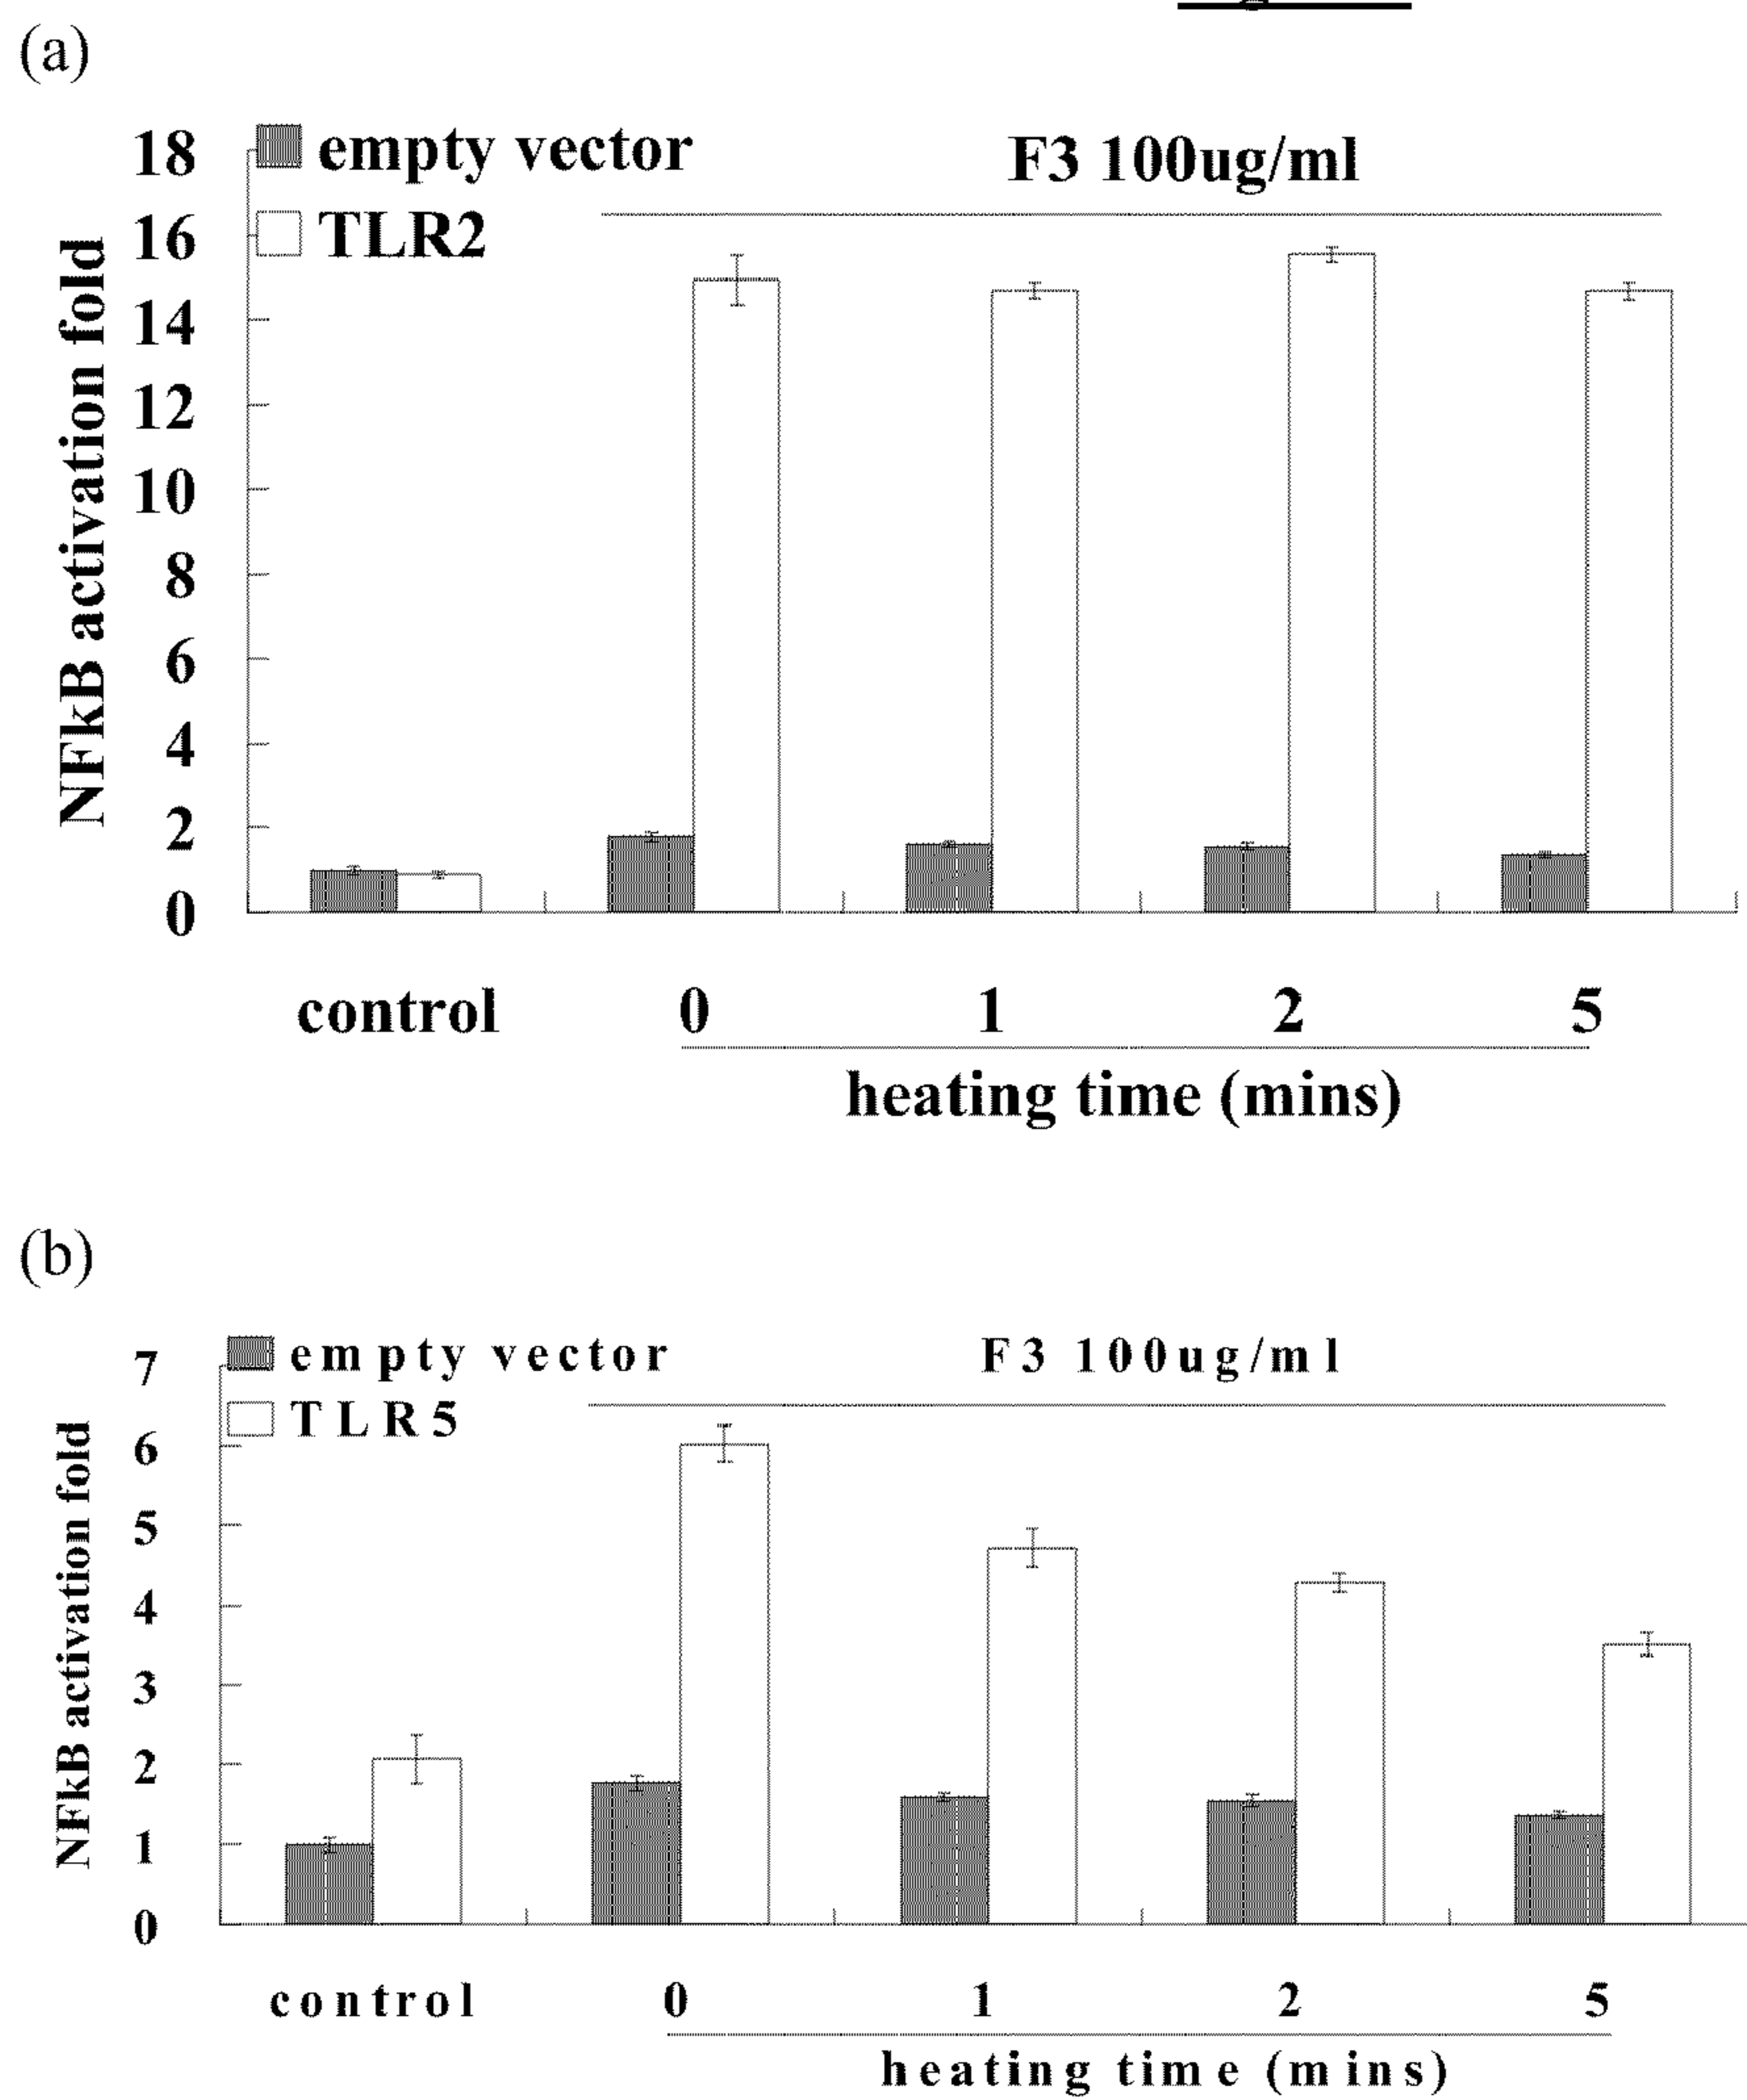 (a)
NFkB activation fold
18
16
14
12
10
8
6
4
2
0
empty vector
TLR2
F3 100ug/ml
control 0 1 2 5
heating time (mins)
(b)
NFkB activation fold
7
6
5
4
3
2
1
0
empty vector
TLR5
F3 100ug/ml
control 0 1 2 5
heating time (mins)